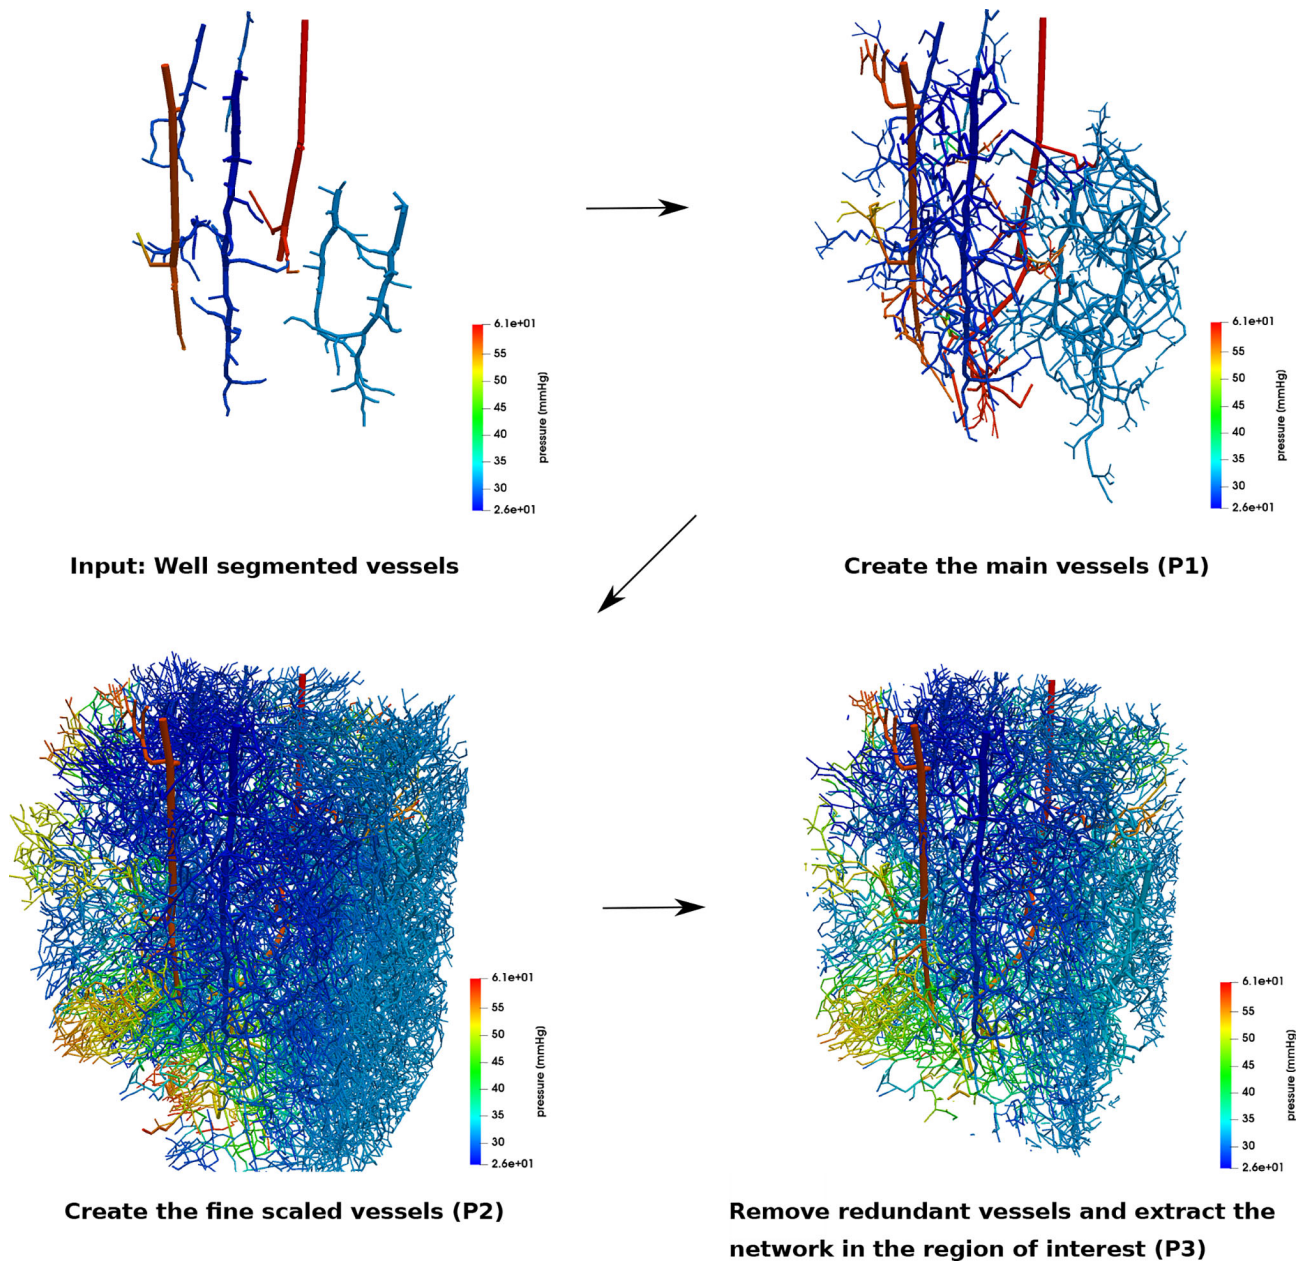 6.1e+01
55
50
45
40
35
30
2.6e+01
pressure (mmHg)
6.1e+01
55
50
45
40
35
30
2.6e+01
pressure (mmHg)
Input: Well segmented vessels
Create the main vessels (P1)
6.1e+01
55
50
45
40
35
30
2.6e+01
pressure (mmHg)
6.1e+01
55
50
45
40
35
30
2.6e+01
pressure (mmHg)
Create the fine scaled vessels (P2)
Remove redundant vessels and extract the
network in the region of interest (P3)